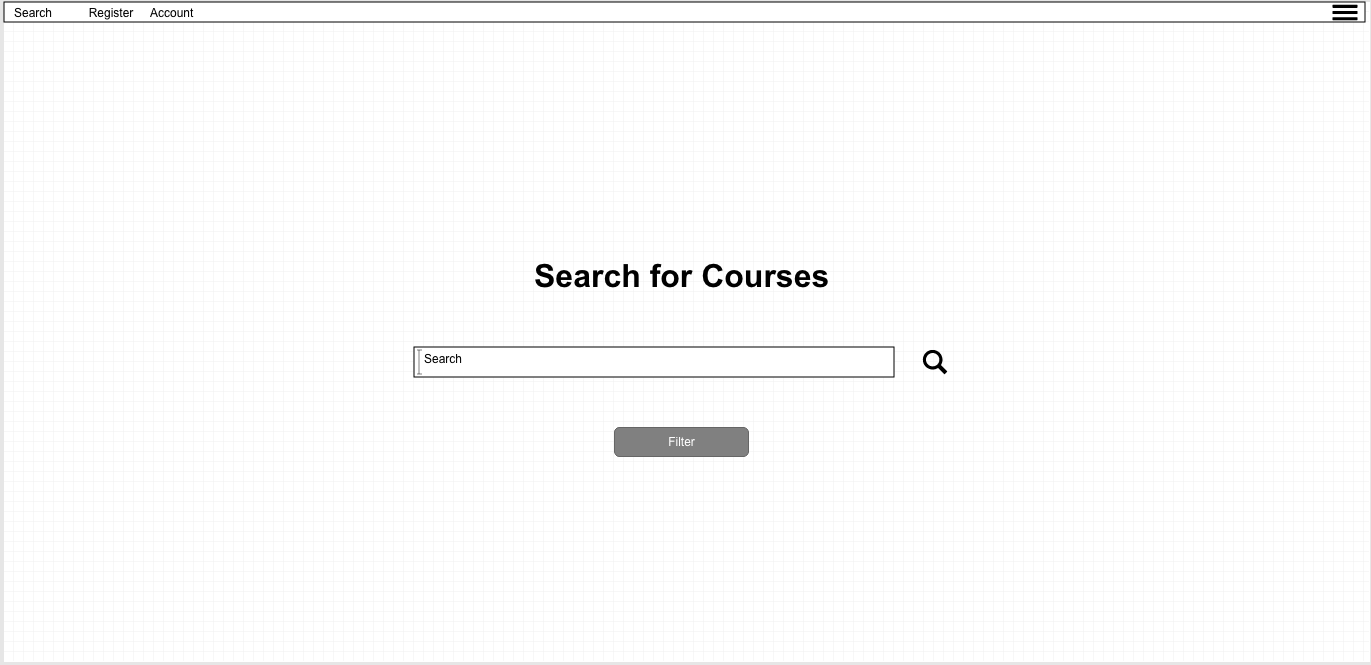 Search Register Account
Search for Courses
Search
Filter